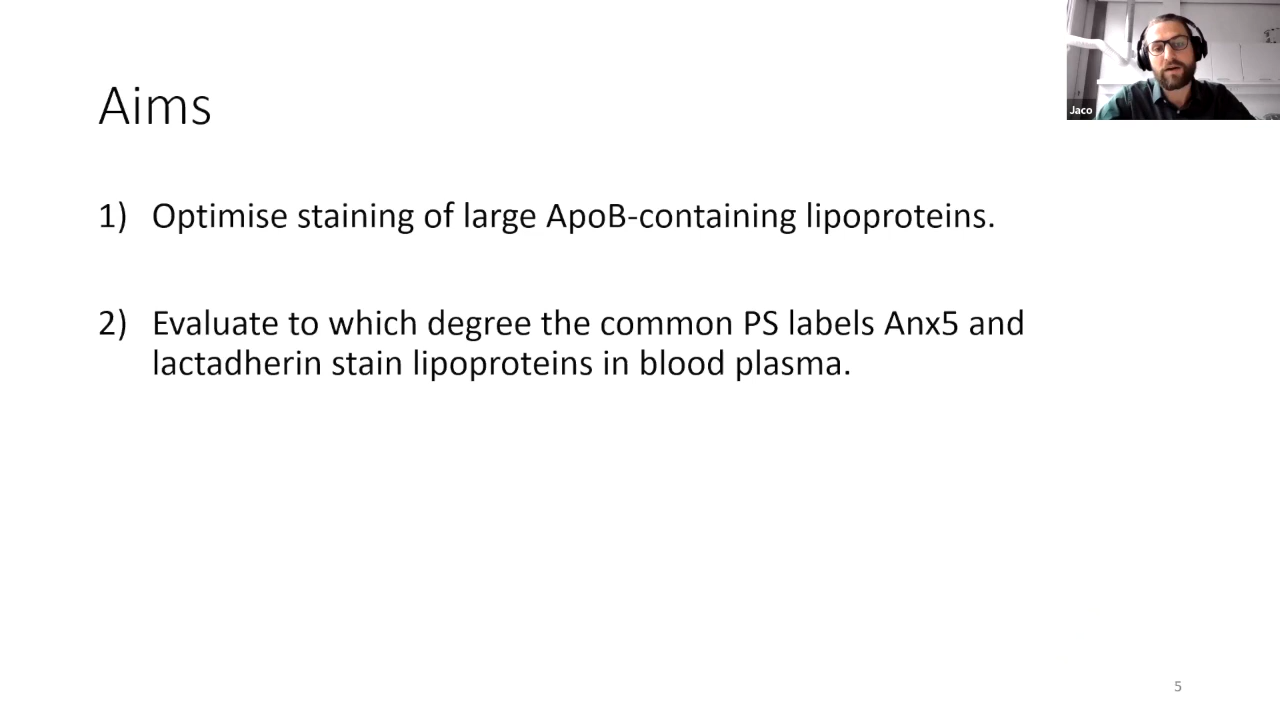 Jaco
Aims
1) Optimise staining of large ApoB-containing lipoproteins.
2) Evaluate to which degree the common PS labels Anx5 and
lactadherin stain lipoproteins in blood plasma.
5